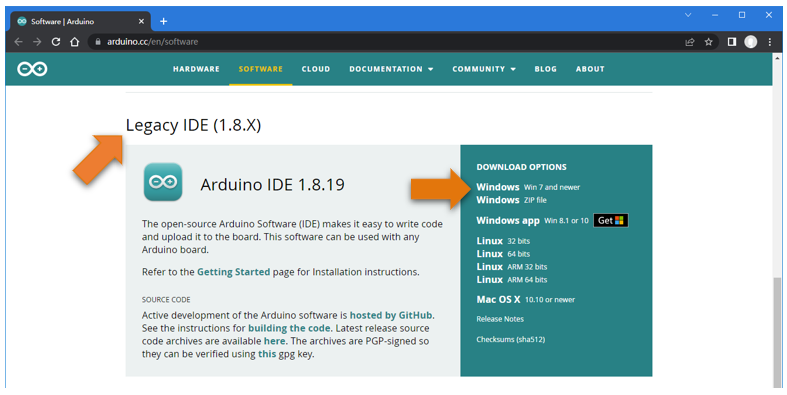 Software | Arduino
arduino.cc/en/software
HARDWARE SOFTWARE CLOUD DOCUMENTATION COMMUNITY BLOG ABOUT
Legacy IDE (1.8.X)
Arduino IDE 1.8.19
The open-source Arduino Software (IDE) makes it easy to write code
and upload it to the board. This software can be used with any
Arduino board.
Refer to the Getting Started page for Installation instructions.
SOURCE CODE
Active development of the Arduino software is hosted by GitHub.
See the instructions for building the code. Latest release source
code archives are available here. The archives are PGP-signed so
they can be verified using this gpg key.
DOWNLOAD OPTIONS
Windows Win 7 and newer
Windows ZIP file
Windows app Win 8.1 or 10 Get
Linux 32 bits
Linux 64 bits
Linux ARM 32 bits
Linux ARM 64 bits
Mac OS X 10.10 or newer
Release Notes
Checksums (sha512)